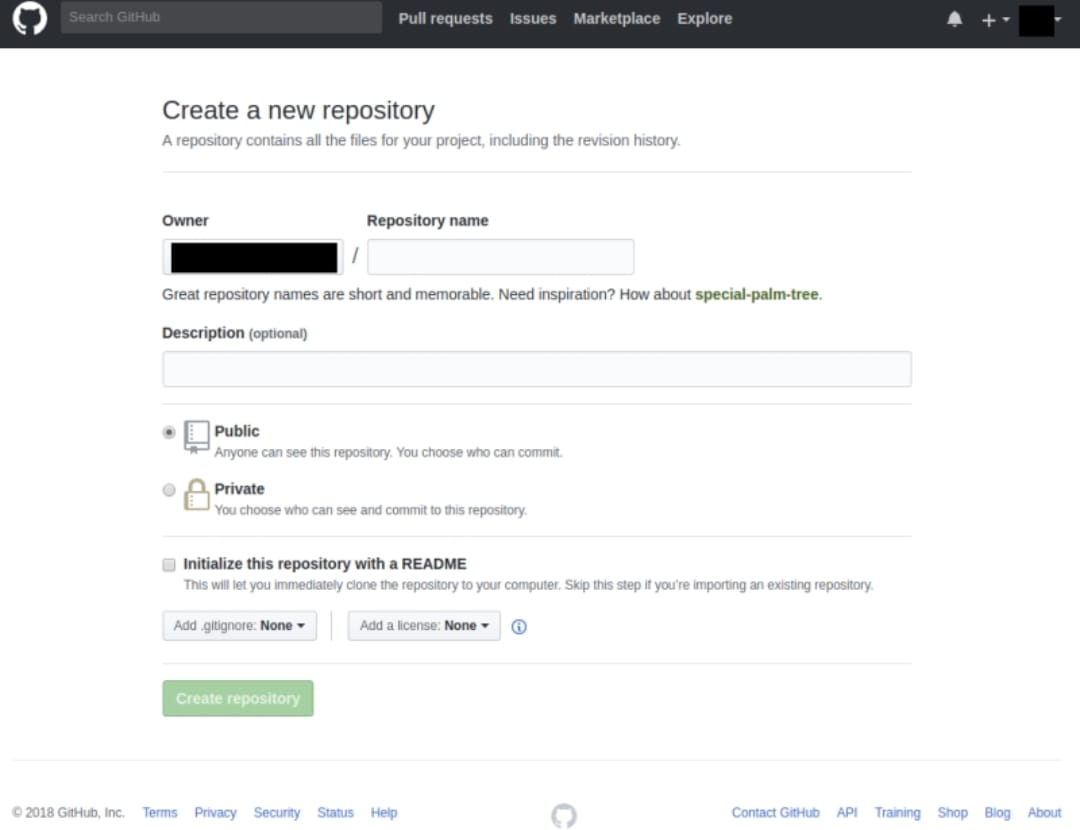 Search GitHub Pull requests Issues Marketplace Explore
Create a new repository
A repository contains all the files for your project, including the revision history.
Owner Repository name
/
Great repository names are short and memorable. Need inspiration? How about special-palm-tree.
Description (optional)
Public
Anyone can see this repository. You choose who can commit.
Private
You choose who can see and commit to this repository.
Initialize this repository with a README
This will let you immediately clone the repository to your computer. Skip this step if you're importing an existing repository.
Add .gitignore: None Add a license: None
Create repository
© 2018 GitHub, Inc. Terms Privacy Security Status Help Contact GitHub API Training Shop Blog About